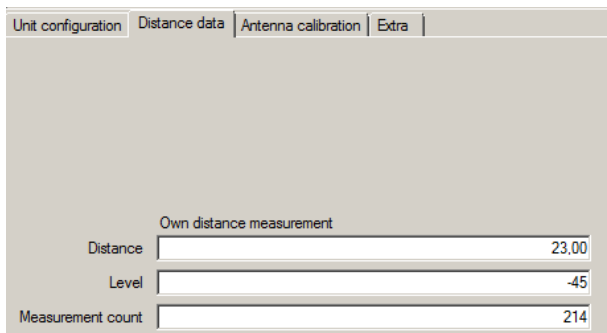 Unit configuration Distance data Antenna calibration Extra
Own distance measurement
Distance 23,00
Level -45
Measurement count 214